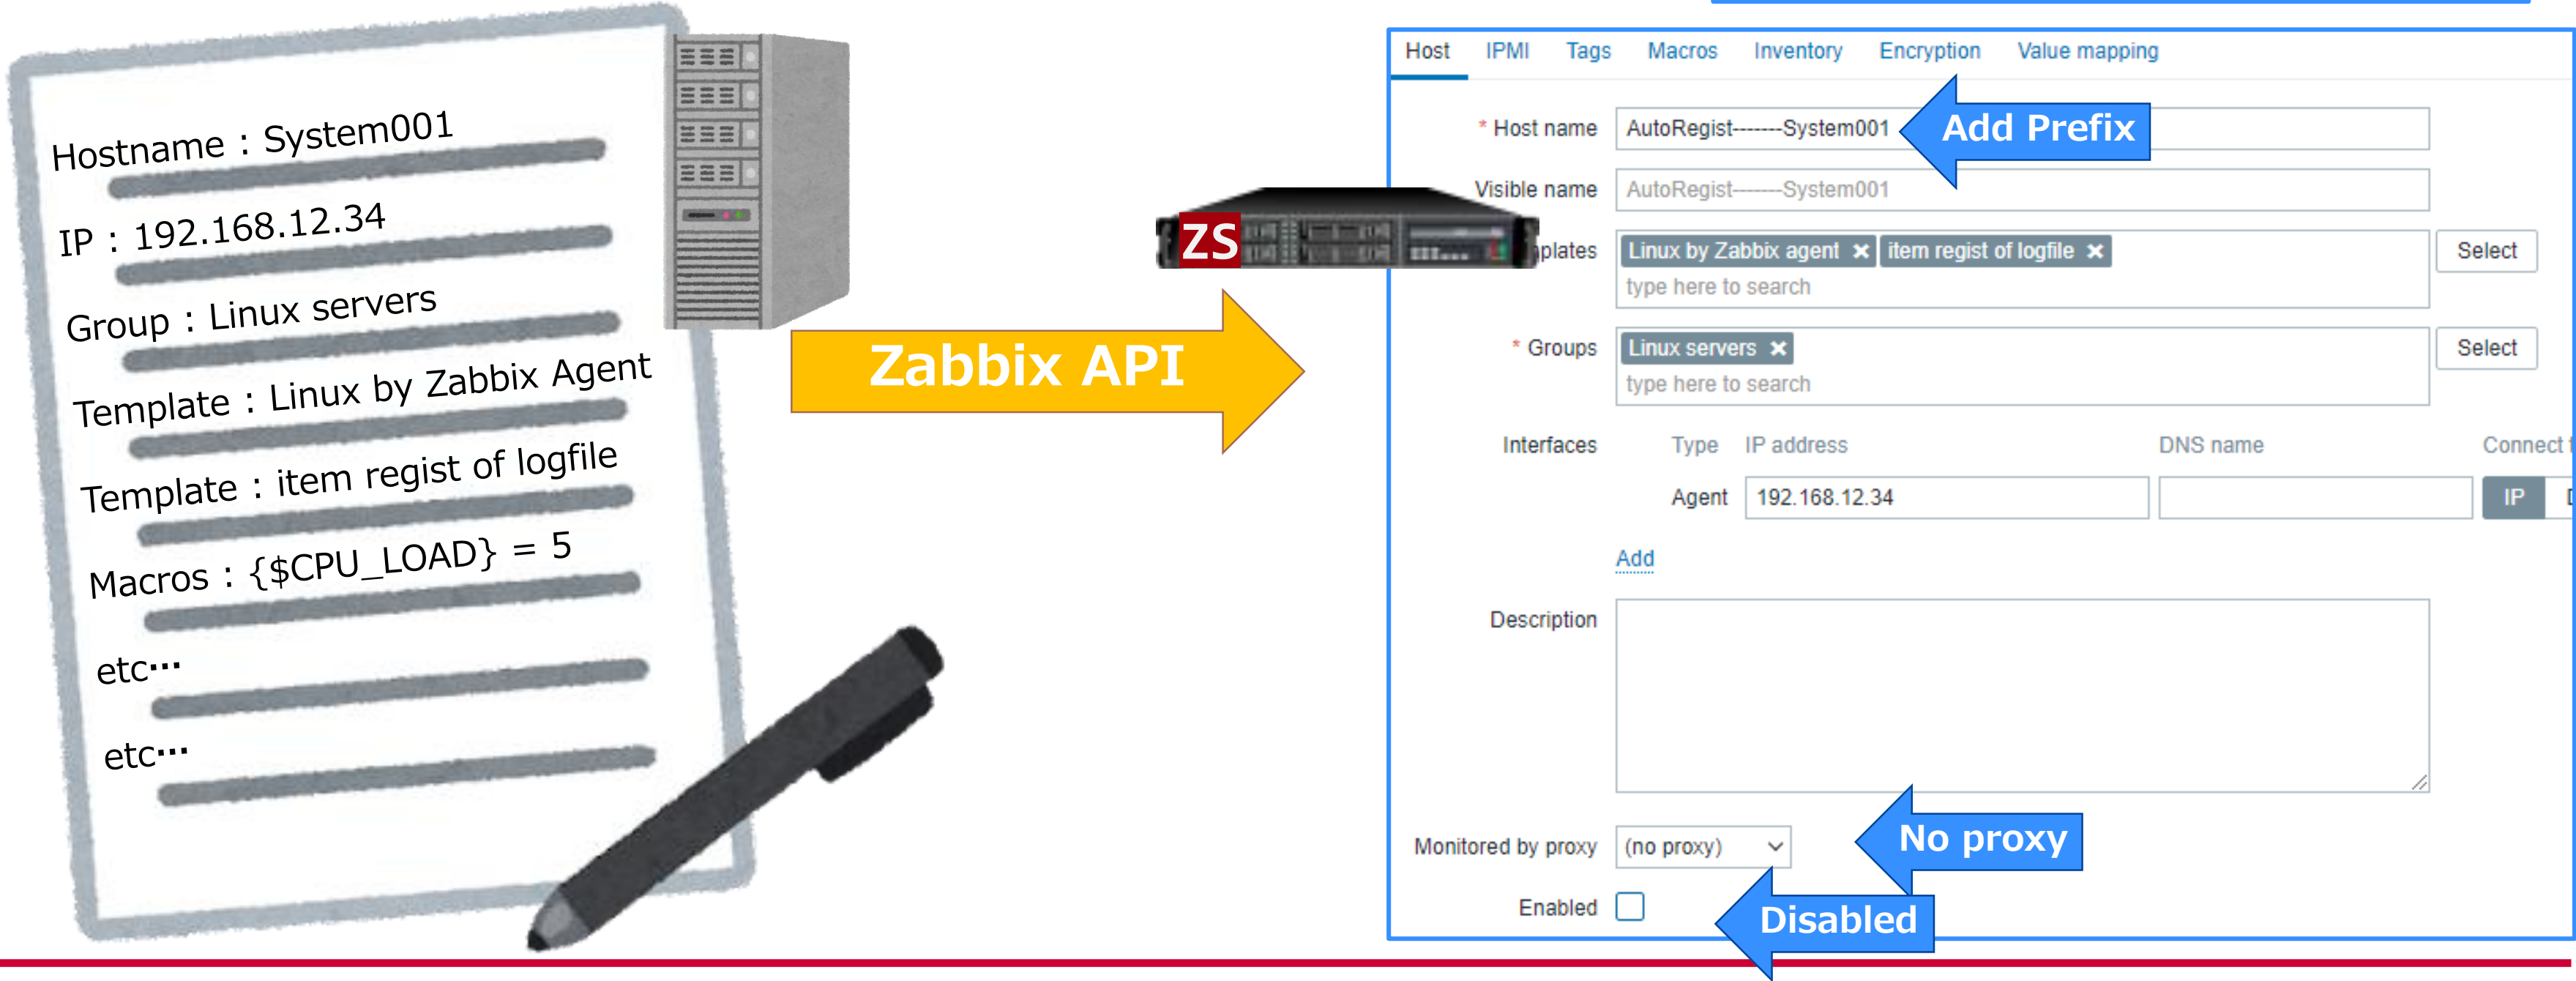 Hostname : System001
IP : 192.168.12.34
Group : Linux servers
Template : Linux by Zabbix Agent
Template : item regist of logfile
Macros : {$CPU_LOAD} = 5
etc…
etc…
Zabbix API
ZS
Host IPMI Tags Macros Inventory Encryption Value mapping
* Host name AutoRegist-------System001 Add Prefix
Visible name AutoRegist-------System001
plates Linux by Zabbix agent × item regist of logfile × Select
type here to search
* Groups Linux servers × Select
type here to search
Interfaces Type IP address DNS name Connect
Agent 192.168.12.34 IP
Add
Description
Monitored by proxy (no proxy) No proxy
Enabled Disabled